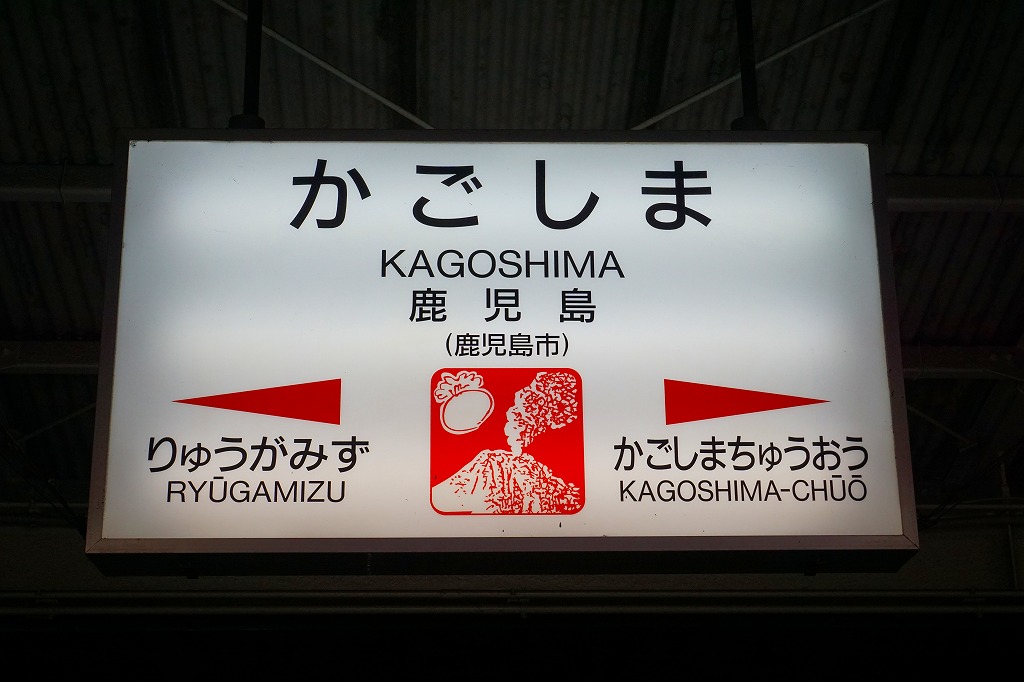 かごしま
KAGOSHIMA
鹿児島
(鹿児島市)
りゅうがみず
RYŪGAMIZU
かごしまちゅうおう
KAGOSHIMA-CHŪŌ